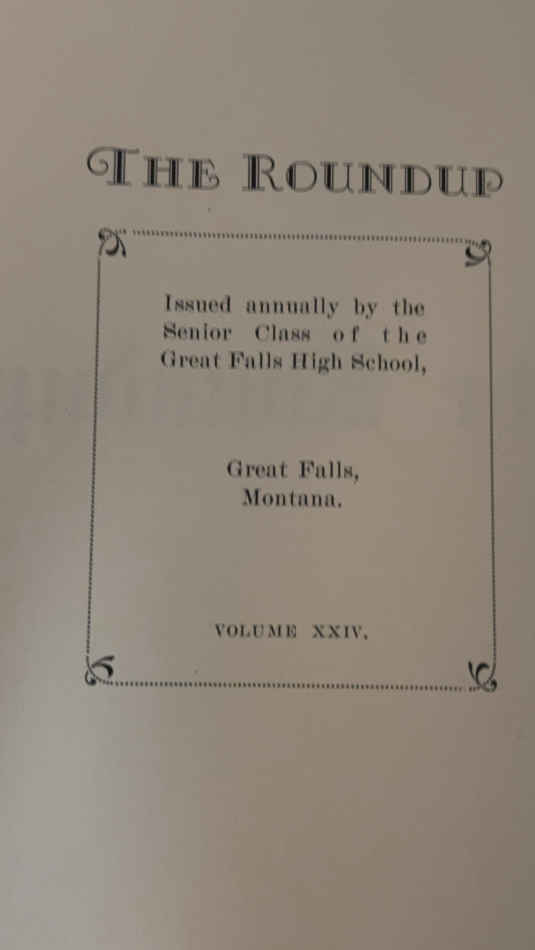 THE ROUNDUP
Issued annually by the
Senior Class of the
Great Falls High School,
Great Falls,
Montana.
VOLUME XXIV.